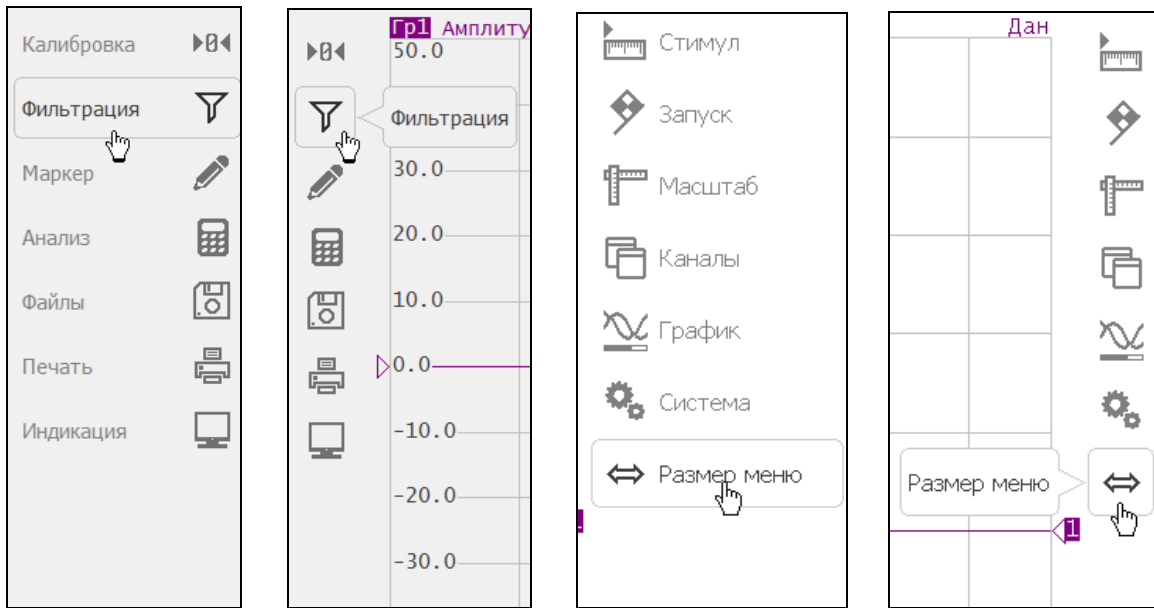 Калибровка
Фильтрация
Маркер
Анализ
Файлы
Печать
Индикация
Гр1 Амплиту
50.0
Фильтрация
30.0
20.0
10.0
0.0
-10.0
-20.0
-30.0
Стимул
Запуск
Масштаб
Каналы
График
Система
Размер меню
Дан
Размер меню
1